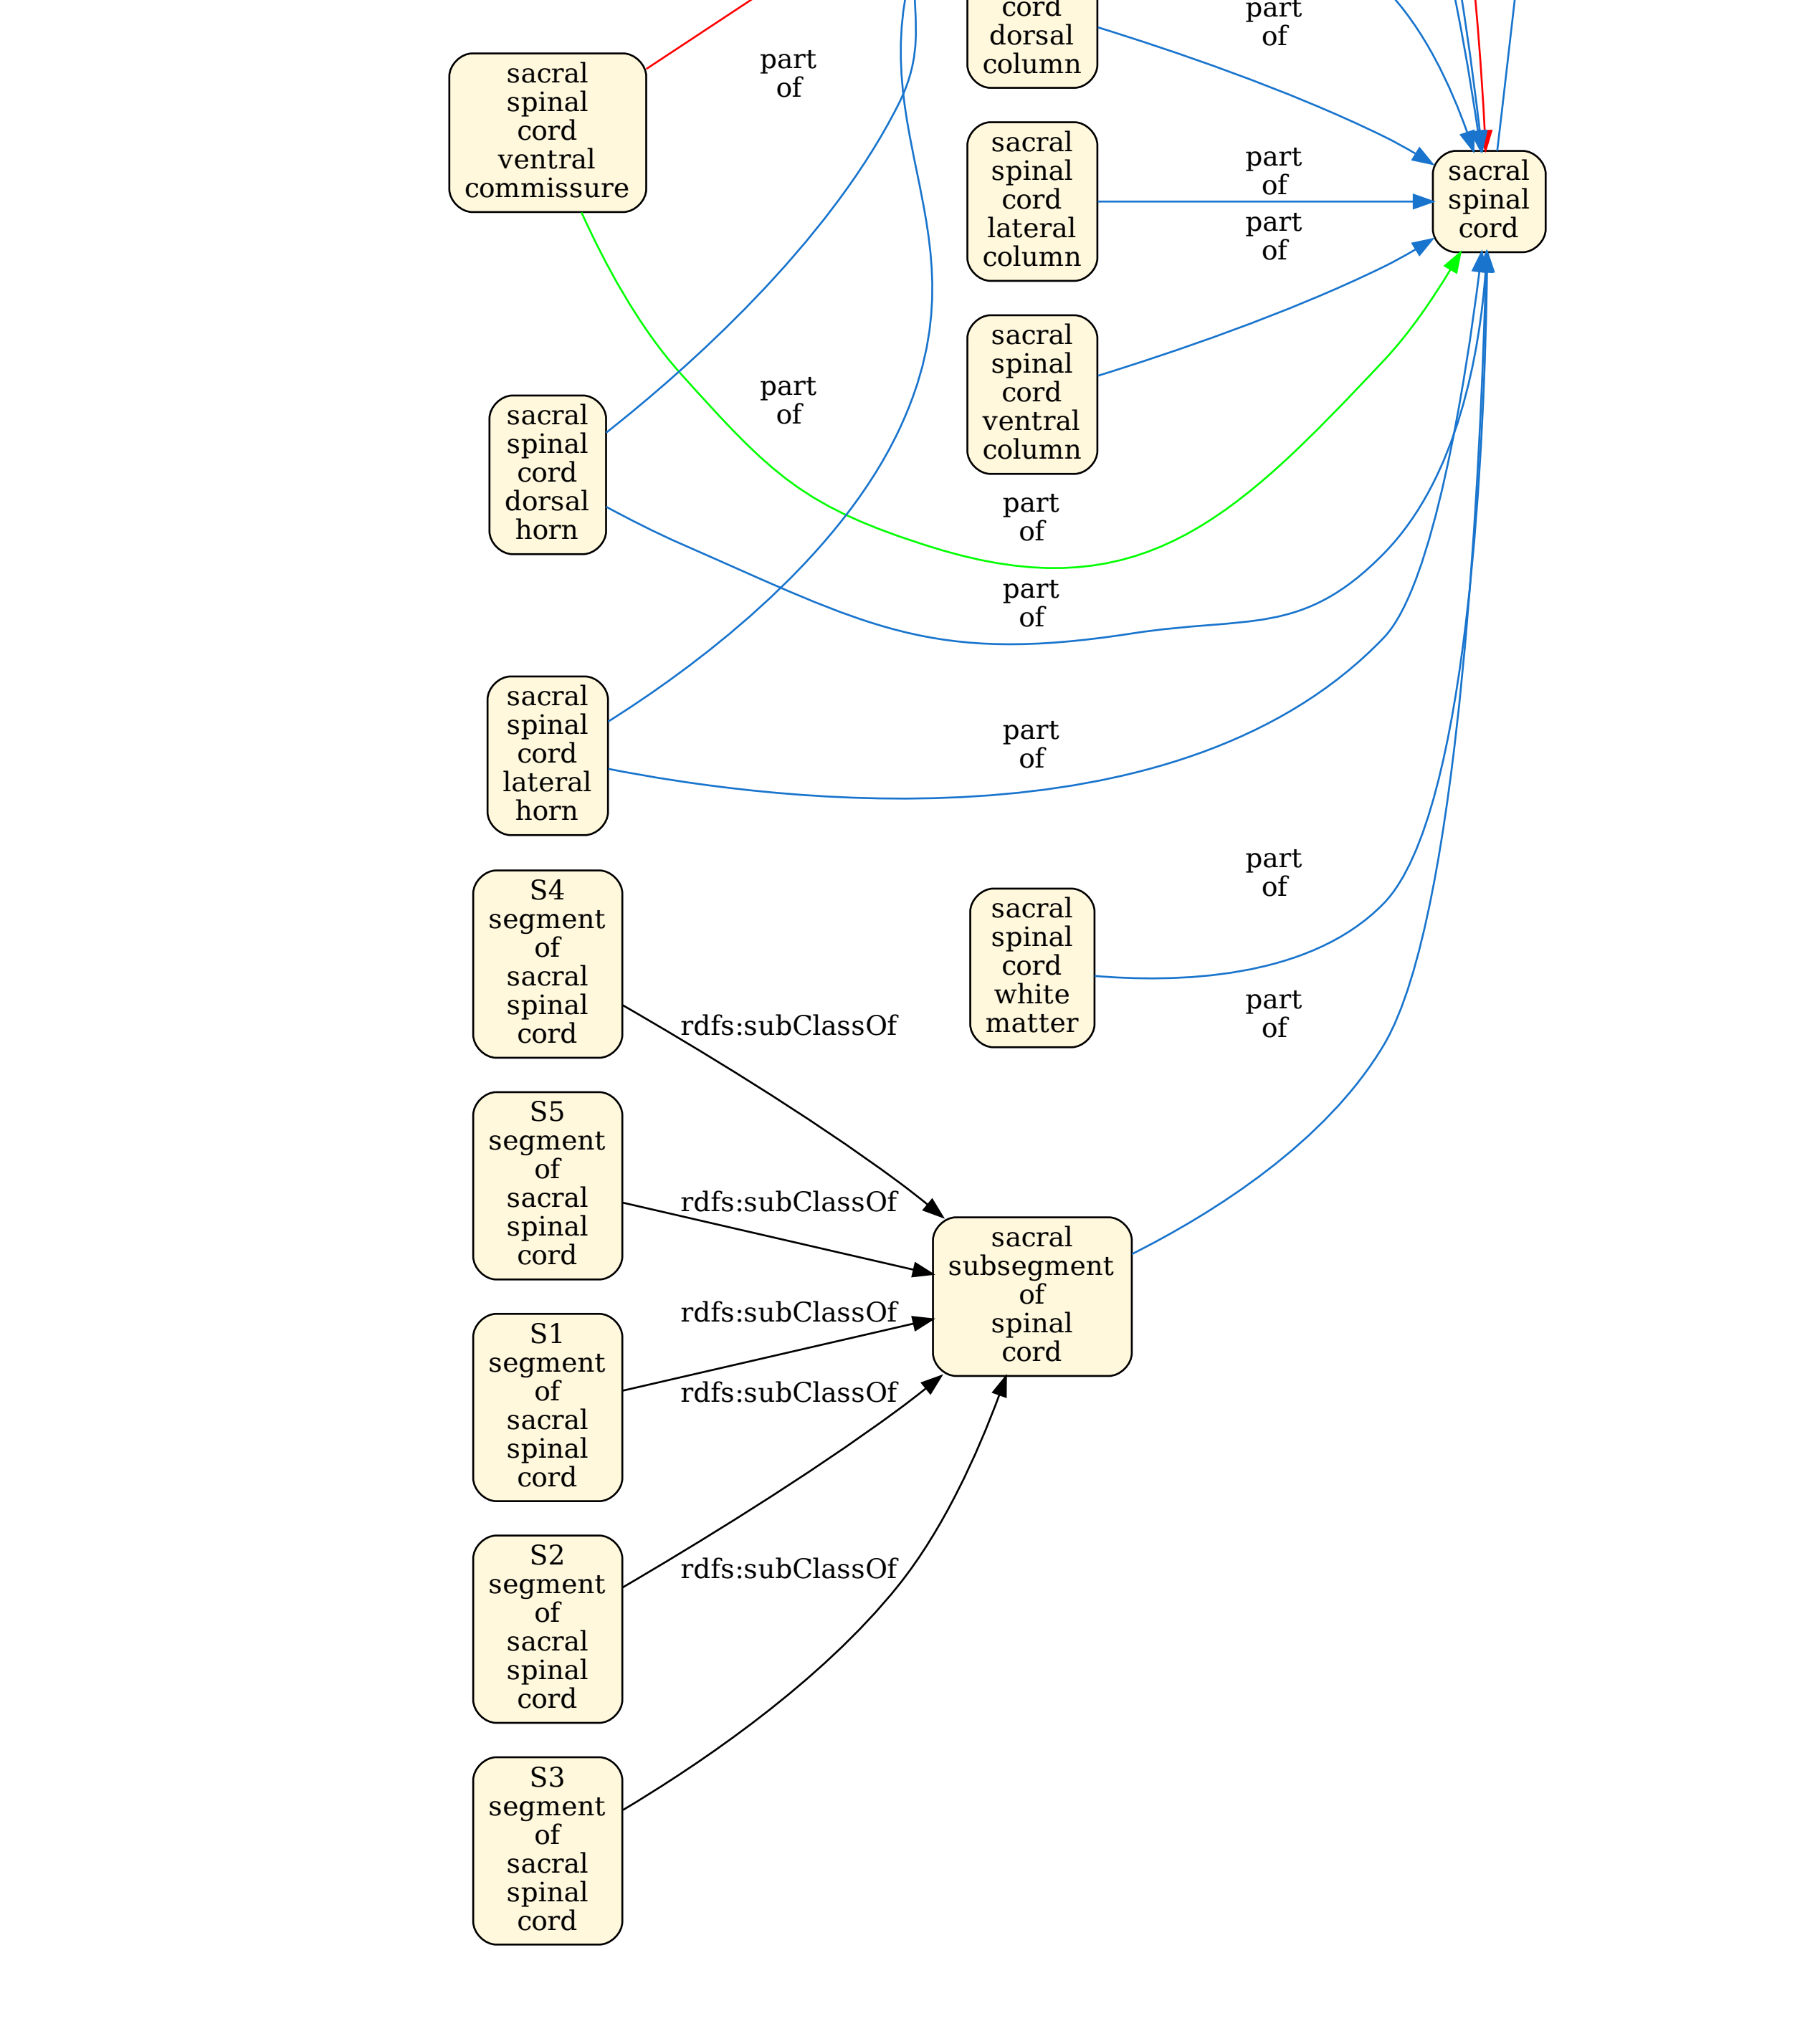 cord
dorsal
column
part
of
sacral
spinal
cord
ventral
commissure
part
of
sacral
spinal
cord
lateral
column
part
of
sacral
spinal
cord
part
of
sacral
spinal
cord
ventral
column
part
of
sacral
spinal
cord
dorsal
horn
part
of
part
of
sacral
spinal
cord
lateral
horn
part
of
S4
segment
of
sacral
spinal
cord
part
of
sacral
spinal
cord
white
matter
rdfs:subClassOf
part
of
S5
segment
of
sacral
spinal
cord
rdfs:subClassOf
sacral
subsegment
of
spinal
cord
rdfs:subClassOf
S1
segment
of
sacral
spinal
cord
rdfs:subClassOf
S2
segment
of
sacral
spinal
cord
rdfs:subClassOf
S3
segment
of
sacral
spinal
cord